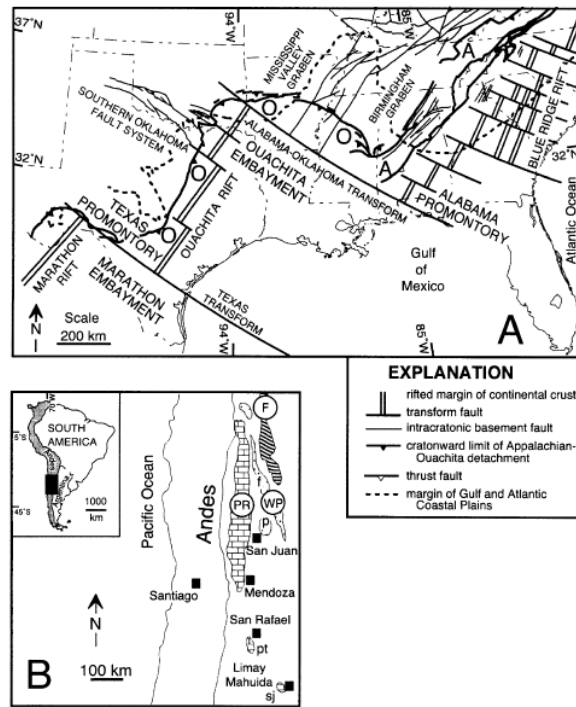 37°N
94°W
85°W
MISSISSIPPI
VALLEY
GRABEN
A
SOUTHERN OKLAHOMA
FAULT SYSTEM
BIRMINGHAM
GRABEN
BLUE RIDGE RIFT
O
O
ALABAMA OKLAHOMA TRANSFORM
OUACHITA
EMBAYMENT
32°N
32°N
O
A
ALABAMA
PROMONTORY
TEXAS
PROMONTORY
O
OUACHITA RIFT
Atlantic Ocean
MARATHON
RIFT
MARATHON
EMBAYMENT
Gulf
of
Mexico
TEXAS
TRANSFORM
N
Scale
200 km
94°W
85°W
A
EXPLANATION
rifted margin of continental crust
transform fault
intracratonic basement fault
cratonward limit of Appalachian-
Ouachita detachment
thrust fault
margin of Gulf and Atlantic
Coastal Plains
70°W
SOUTH
AMERICA
5°S
45°S
1000
km
Pacific Ocean
Andes
F
f
PR
WP
p
San Juan
Santiago
Mendoza
San Rafael
pt
Limay
Mahuida
sj
N
100 km
B